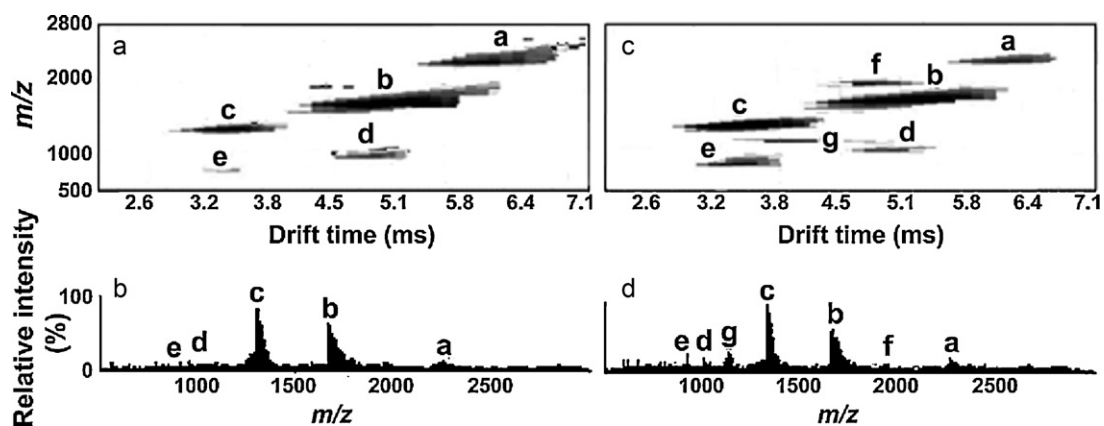 2800
2000
1000
500
m/z
a
a
b
c
d
e
2.6 3.2 3.8 4.5 5.1 5.8 6.4 7.1
Drift time (ms)
c
a
f
b
c
g
d
e
2.6 3.2 3.8 4.5 5.1 5.8 6.4 7.1
Drift time (ms)
Relative intensity
(%)
100
0
b
c
b
e d
a
1000 1500 2000 2500
m/z
d
c
b
e d g
f
a
1000 1500 2000 2500
m/z